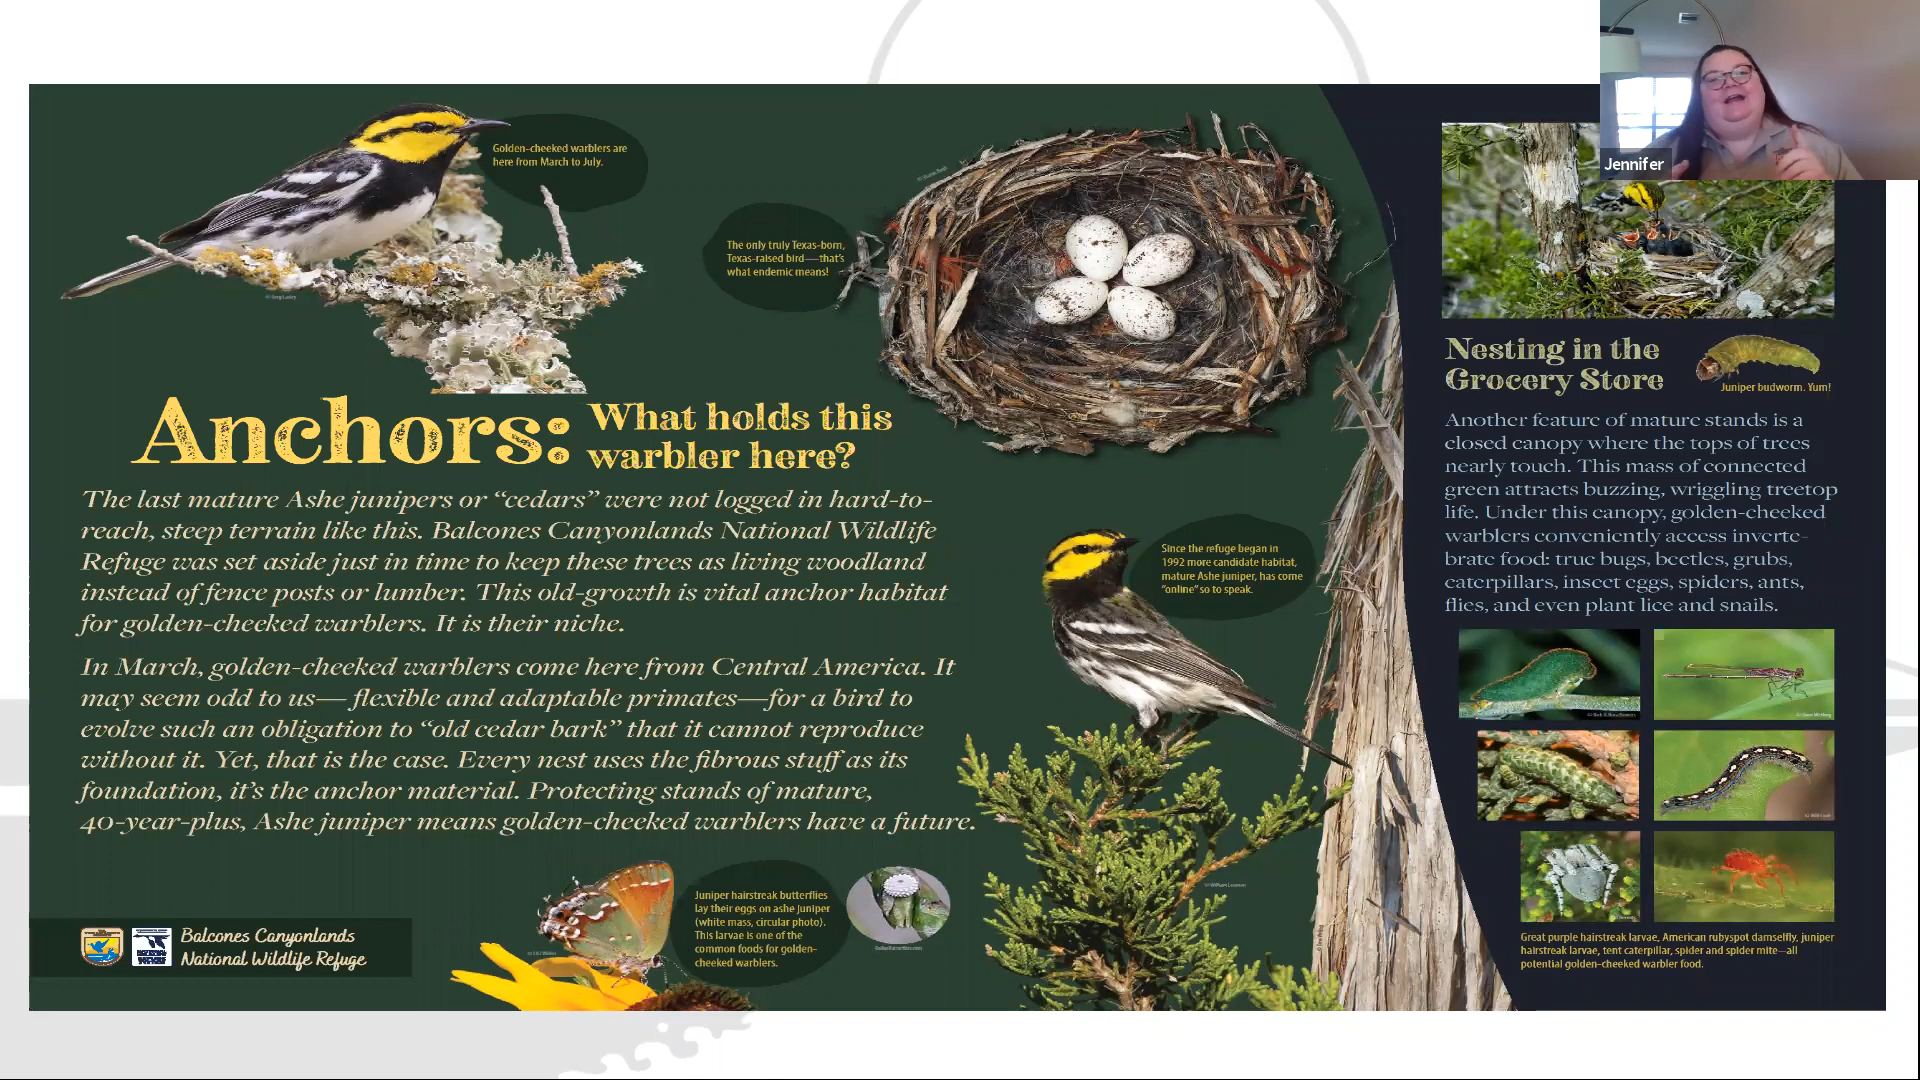 Jennifer
Golden-cheeked warblers are
here from March to July.
The only truly Texas-born,
Texas-raised bird—that's
what endemic means!
Anchors: What holds this
warbler here?
The last mature Ashe junipers or “cedars” were not logged in hard-to-
reach, steep terrain like this. Balcones Canyonlands National Wildlife
Refuge was set aside just in time to keep these trees as living woodland
instead of fence posts or lumber. This old-growth is vital anchor habitat
for golden-cheeked warblers. It is their niche.
In March, golden-cheeked warblers come here from Central America. It
may seem odd to us— flexible and adaptable primates—for a bird to
evolve such an obligation to “old cedar bark” that it cannot reproduce
without it. Yet, that is the case. Every nest uses the fibrous stuff as its
foundation, it's the anchor material. Protecting stands of mature,
40-year-plus, Ashe juniper means golden-cheeked warblers have a future.
Since the refuge began in
1992 more candidate habitat,
mature Ashe juniper, has come
“online” so to speak.
Juniper hairstreak butterflies
lay their eggs on ashe juniper
(white mass, circular photo).
This larvae is one of the
common foods for golden-
cheeked warblers.
Balcones Canyonlands
National Wildlife Refuge
Nesting in the
Grocery Store
Juniper budworm. Yum!
Another feature of mature stands is a
closed canopy where the tops of trees
nearly touch. This mass of connected
green attracts buzzing, wriggling treetop
life. Under this canopy, golden-cheeked
warblers conveniently access inverte-
brate food: true bugs, beetles, grubs,
caterpillars, insect eggs, spiders, ants,
flies, and even plant lice and snails.
Great purple hairstreak larvae, American rubyspot damselfly, juniper
hairstreak larvae, tent caterpillar, spider and spider mite—all
potential golden-cheeked warbler food.